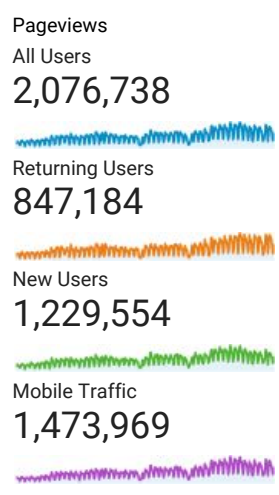 Pageviews
All Users
2,076,738
Returning Users
847,184
New Users
1,229,554
Mobile Traffic
1,473,969